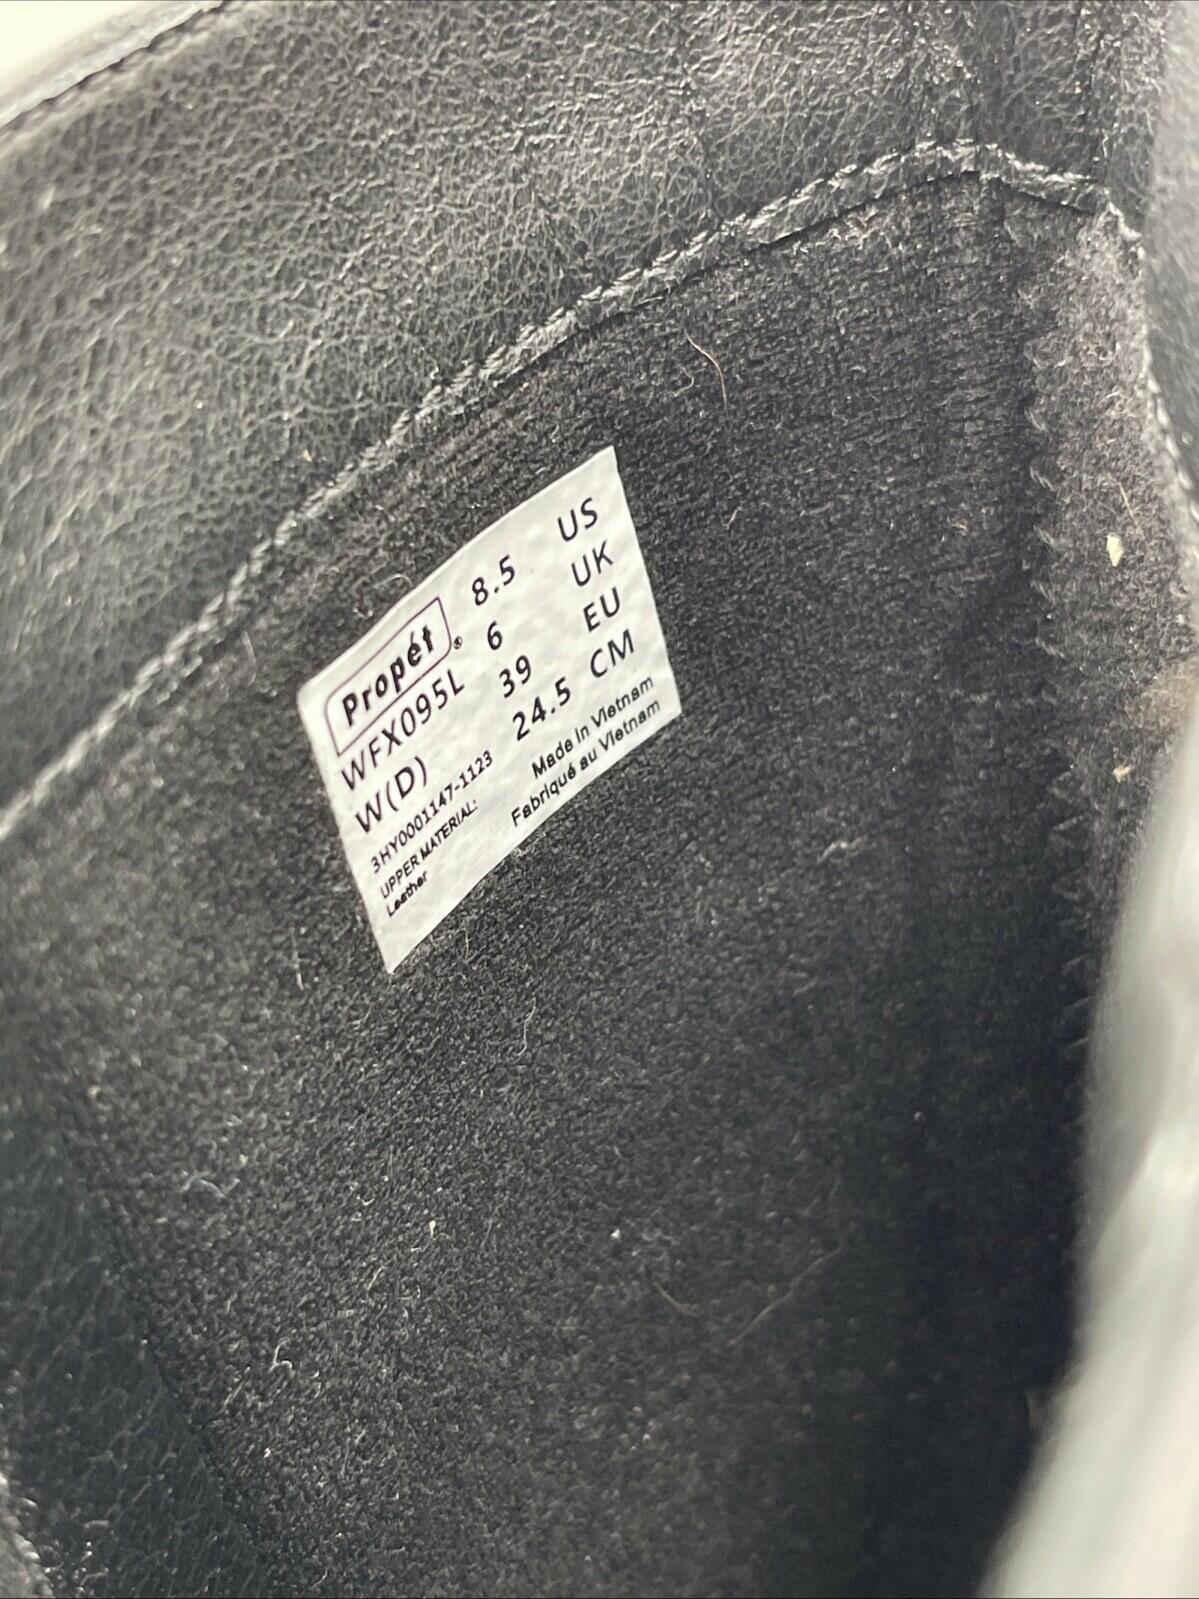 Propét®
WFX095L
W(D)
3HY0001147-1123
UPPER MATERIAL:
Leather
8.5 US
6 UK
39 EU
24.5 CM
Made in Vietnam
Fabriqué au Vietnam